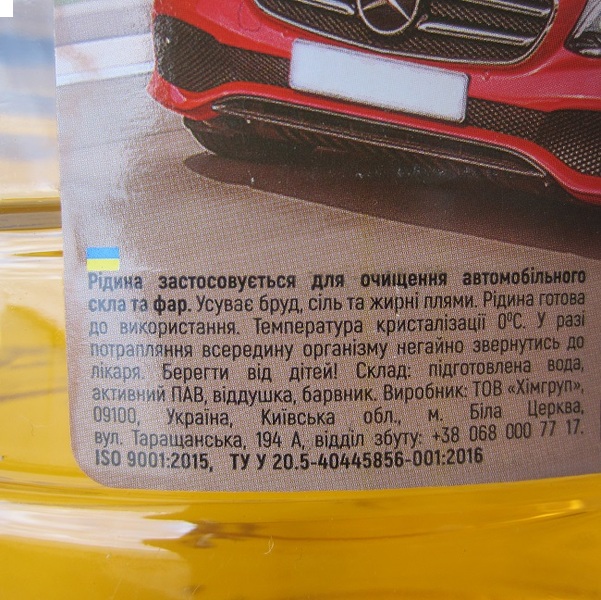 Рідина застосовується для очищення автомобільного
скла та фар. Усуває бруд, сіль та жирні плями. Рідина готова
до використання. Температура кристалізації 0⁰С. У разі
потрапляння всередину організму негайно звернутись до
лікаря. Берегти від дітей! Склад: підготовлена вода,
активний ПАВ, віддушка, барвник. Виробник: ТОВ «Хімгруп»,
09100, Україна, Київська обл., м. Біла Церква,
вул. Таращанська, 194 А, відділ збуту: +38 068 000 77 17.
ISO 9001:2015, ТУ У 20.5-40445856-001:2016